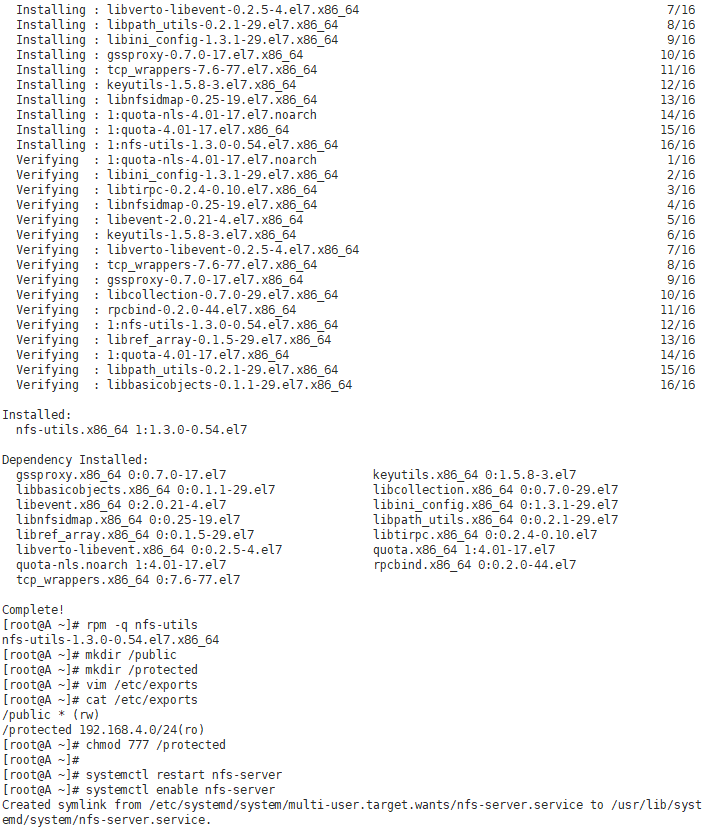 Installing : libverto-libevent-0.2.5-4.el7.x86_64 7/16
Installing : libpath_utils-0.2.1-29.el7.x86_64 8/16
Installing : libini_config-1.3.1-29.el7.x86_64 9/16
Installing : gssproxy-0.7.0-17.el7.x86_64 10/16
Installing : tcp_wrappers-7.6-77.el7.x86_64 11/16
Installing : keyutils-1.5.8-3.el7.x86_64 12/16
Installing : libnfsidmap-0.25-19.el7.x86_64 13/16
Installing : 1:quota-nls-4.01-17.el7.noarch 14/16
Installing : 1:quota-4.01-17.el7.x86_64 15/16
Installing : 1:nfs-utils-1.3.0-0.54.el7.x86_64 16/16
Verifying  : 1:quota-nls-4.01-17.el7.noarch 1/16
Verifying  : libini_config-1.3.1-29.el7.x86_64 2/16
Verifying  : libtirpc-0.2.4-0.10.el7.x86_64 3/16
Verifying  : libnfsidmap-0.25-19.el7.x86_64 4/16
Verifying  : libevent-2.0.21-4.el7.x86_64 5/16
Verifying  : keyutils-1.5.8-3.el7.x86_64 6/16
Verifying  : libverto-libevent-0.2.5-4.el7.x86_64 7/16
Verifying  : tcp_wrappers-7.6-77.el7.x86_64 8/16
Verifying  : gssproxy-0.7.0-17.el7.x86_64 9/16
Verifying  : libcollection-0.7.0-29.el7.x86_64 10/16
Verifying  : rpcbind-0.2.0-44.el7.x86_64 11/16
Verifying  : 1:nfs-utils-1.3.0-0.54.el7.x86_64 12/16
Verifying  : libref_array-0.1.5-29.el7.x86_64 13/16
Verifying  : 1:quota-4.01-17.el7.x86_64 14/16
Verifying  : libpath_utils-0.2.1-29.el7.x86_64 15/16
Verifying  : libbasicobjects-0.1.1-29.el7.x86_64 16/16
Installed:
nfs-utils.x86_64 1:1.3.0-0.54.el7
Dependency Installed:
gssproxy.x86_64 0:0.7.0-17.el7 keyutils.x86_64 0:1.5.8-3.el7
libbasicobjects.x86_64 0:0.1.1-29.el7 libcollection.x86_64 0:0.7.0-29.el7
libevent.x86_64 0:2.0.21-4.el7 libini_config.x86_64 0:1.3.1-29.el7
libnfsidmap.x86_64 0:0.25-19.el7 libpath_utils.x86_64 0:0.2.1-29.el7
libref_array.x86_64 0:0.1.5-29.el7 libtirpc.x86_64 0:0.2.4-0.10.el7
libverto-libevent.x86_64 0:0.2.5-4.el7 quota.x86_64 1:4.01-17.el7
quota-nls.noarch 1:4.01-17.el7 rpcbind.x86_64 0:0.2.0-44.el7
tcp_wrappers.x86_64 0:7.6-77.el7
Complete!
[root@A ~]# rpm -q nfs-utils
nfs-utils-1.3.0-0.54.el7.x86_64
[root@A ~]# mkdir /public
[root@A ~]# mkdir /protected
[root@A ~]# vim /etc/exports
[root@A ~]# cat /etc/exports
/public * (rw)
/protected 192.168.4.0/24(ro)
[root@A ~]# chmod 777 /protected
[root@A ~]#
[root@A ~]# systemctl restart nfs-server
[root@A ~]# systemctl enable nfs-server
Created symlink from /etc/systemd/system/multi-user.target.wants/nfs-server.service to /usr/lib/syst
emd/system/nfs-server.service.